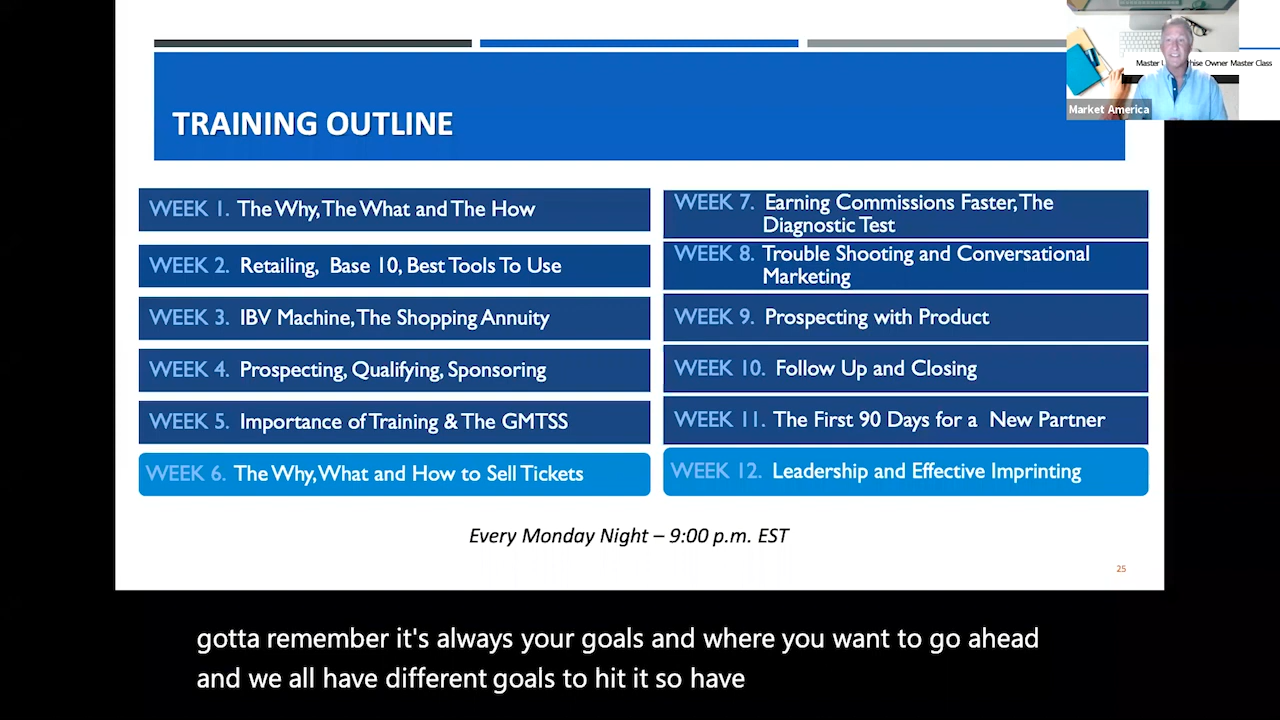 Master hise Owner Master Class
Market America
TRAINING OUTLINE
WEEK 1. The Why, The What and The How
WEEK 2. Retailing, Base 10, Best Tools To Use
WEEK 3. IBV Machine, The Shopping Annuity
WEEK 4. Prospecting, Qualifying, Sponsoring
WEEK 5. Importance of Training & The GMTSS
WEEK 6. The Why, What and How to Sell Tickets
WEEK 7. Earning Commissions Faster, The
Diagnostic Test
WEEK 8. Trouble Shooting and Conversational
Marketing
WEEK 9. Prospecting with Product
WEEK 10. Follow Up and Closing
WEEK 11. The First 90 Days for a New Partner
WEEK 12. Leadership and Effective Imprinting
Every Monday Night – 9:00 p.m. EST
25
gotta remember it's always your goals and where you want to go ahead
and we all have different goals to hit it so have